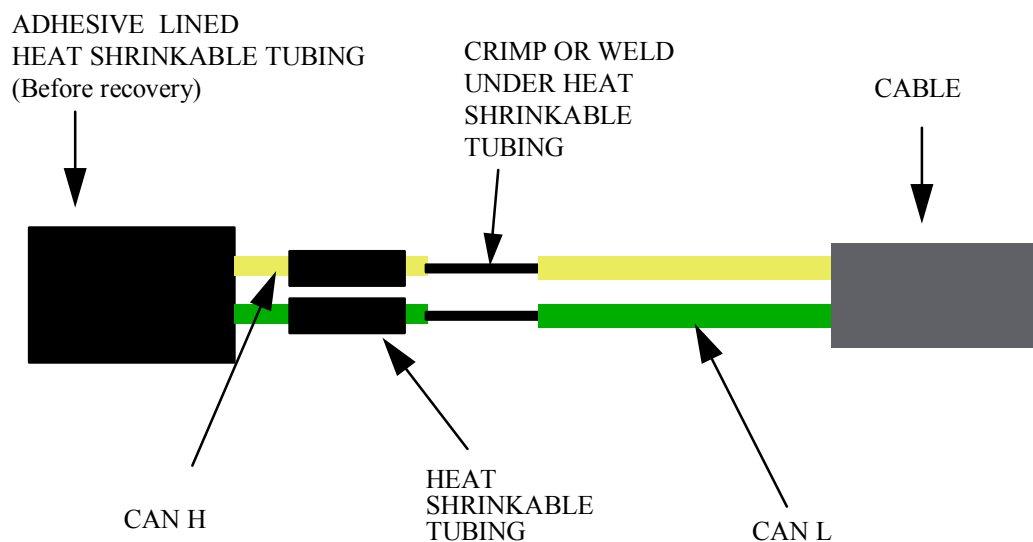 ADHESIVE LINED
HEAT SHRINKABLE TUBING
(Before recovery)
CRIMP OR WELD
UNDER HEAT
SHRINKABLE
TUBING
CABLE
CAN H
HEAT
SHRINKABLE
TUBING
CAN L